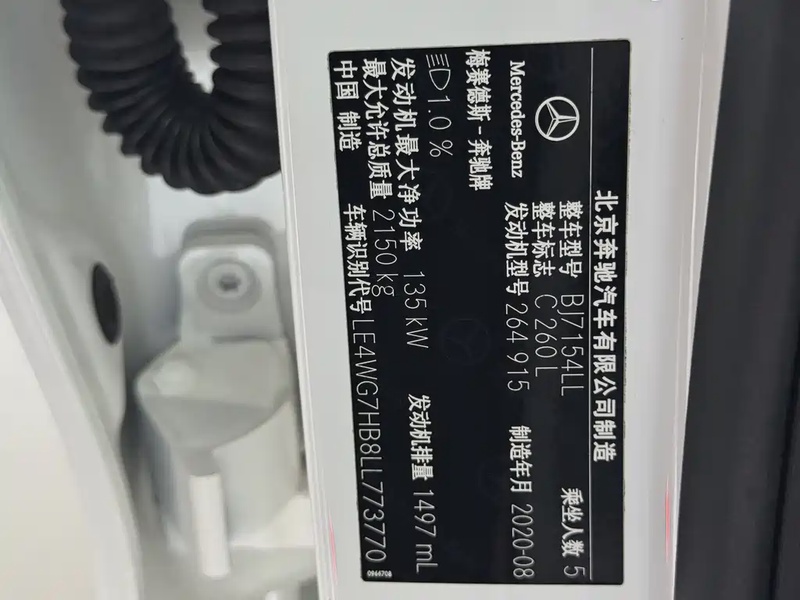 北京奔驰汽车有限公司制造
Mercedes-Benz
梅赛德斯-奔驰牌
整车型号 BJ7154LL 乘坐人数 5
整车标志 C 260 L
发动机型号 264 915 制造年月 2020-08
1.0 %
发动机最大净功率 135 kW 发动机排量 1497 mL
最大允许总质量 2150 kg
中国 制造 车辆识别代号 LE4WG7HB8LL773770